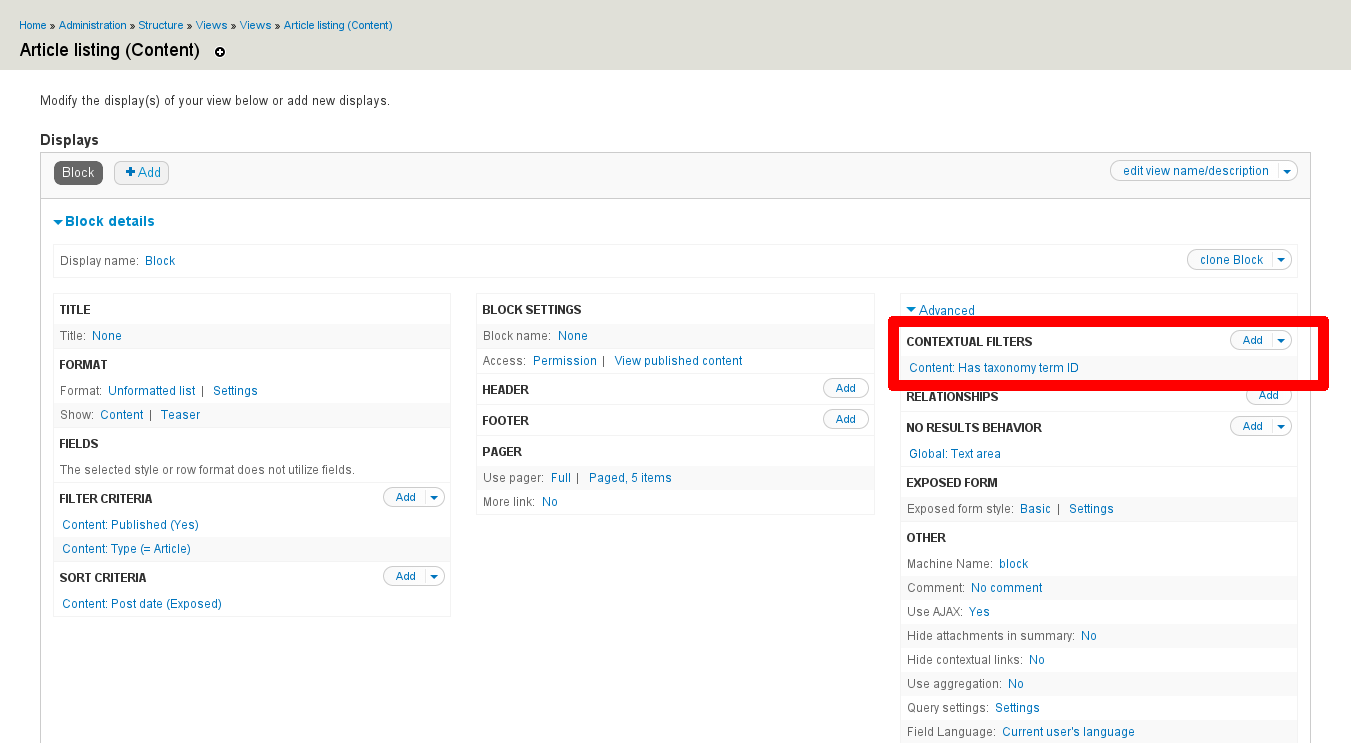 Home » Administration » Structure » Views » Views » Article listing (Content)
Article listing (Content)
Modify the display(s) of your view below or add new displays.
Displays
Block
Add
edit view name/description
Block details
Display name: Block
clone Block
TITLE
Title: None
FORMAT
Format: Unformatted list | Settings
Show: Content | Teaser
FIELDS
The selected style or row format does not utilize fields.
FILTER CRITERIA
Add
Content: Published (Yes)
Content: Type (= Article)
SORT CRITERIA
Add
Content: Post date (Exposed)
BLOCK SETTINGS
Block name: None
Access: Permission | View published content
HEADER
Add
FOOTER
Add
PAGER
Use pager: Full | Paged, 5 items
More link: No
Advanced
CONTEXTUAL FILTERS
Add
Content: Has taxonomy term ID
RELATIONSHIPS
Add
NO RESULTS BEHAVIOR
Add
Global: Text area
EXPOSED FORM
Exposed form style: Basic | Settings
OTHER
Machine Name: block
Comment: No comment
Use AJAX: Yes
Hide attachments in summary: No
Hide contextual links: No
Use aggregation: No
Query settings: Settings
Field Language: Current user's language